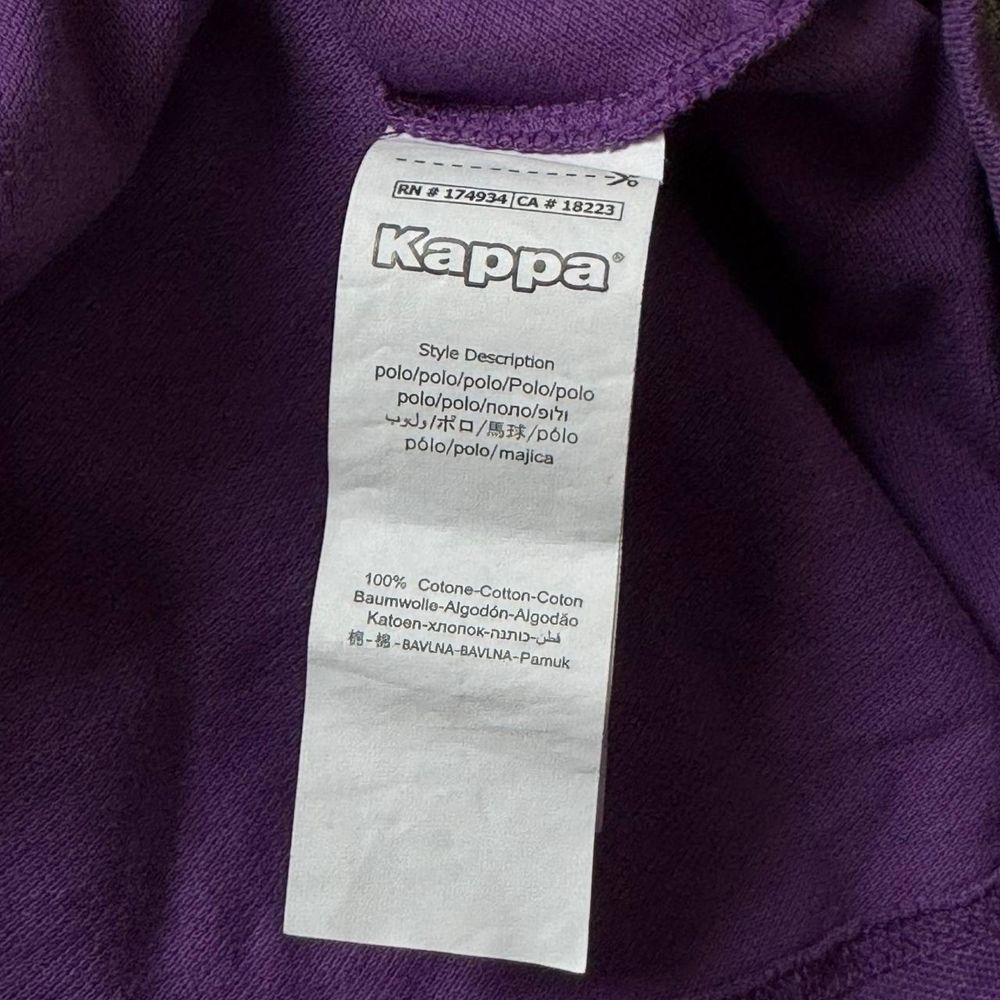 RN # 174934 CA # 18223
Kappa®
Style Description
polo/polo/polo/Polo/polo
polo/polo/поло/פולו
بولو/ポロ/馬球/pólo
pólo/polo/majica
100% Cotone-Cotton-Coton
Baumwolle-Algodón-Algodão
Katoen-хлопок-כותנה-قطن
棉-綿-BAVLNA-BAVLNA-Pamuk